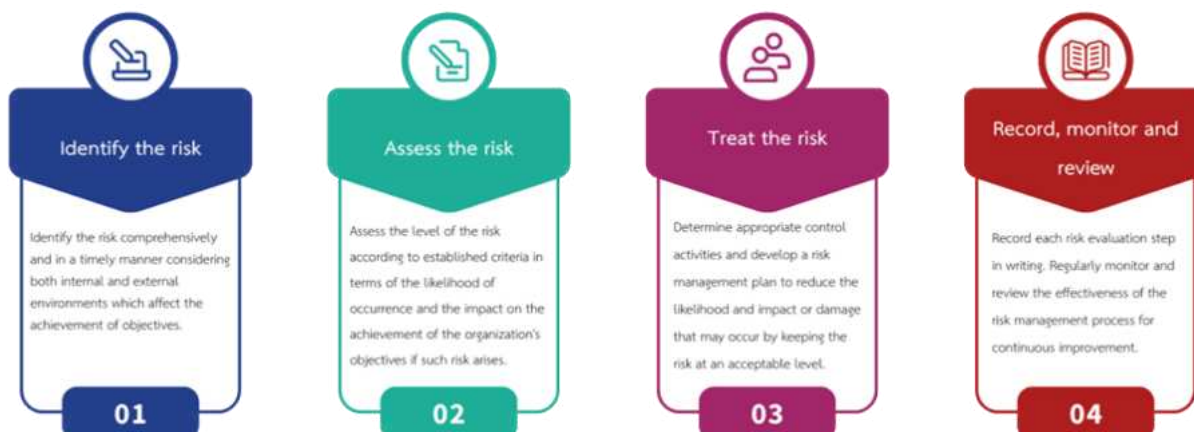 Identify the risk
Identify the risk comprehensively
and in a timely manner considering
both internal and external
environments which affect the
achievement of objectives.
01
Assess the risk
Assess the level of the risk
according to established criteria in
terms of the likelihood of
occurrence and the impact on the
achievement of the organization's
objectives if such risk arises.
02
Treat the risk
Determine appropriate control
activities and develop a risk
management plan to reduce the
likelihood and impact or damage
that may occur by keeping the
risk at an acceptable level.
03
Record, monitor and
review
Record each risk evaluation step
in writing. Regularly monitor and
review the effectiveness of the
risk management process for
continuous improvement.
04